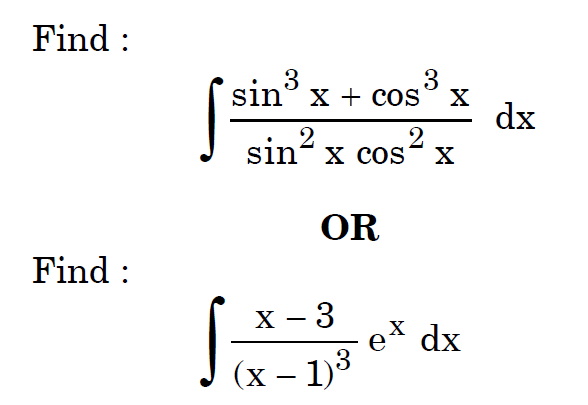 Find :
∫ (sin³ x + cos³ x) / (sin² x cos² x) dx
OR
Find :
∫ (x – 3) / (x – 1)³ eˣ dx